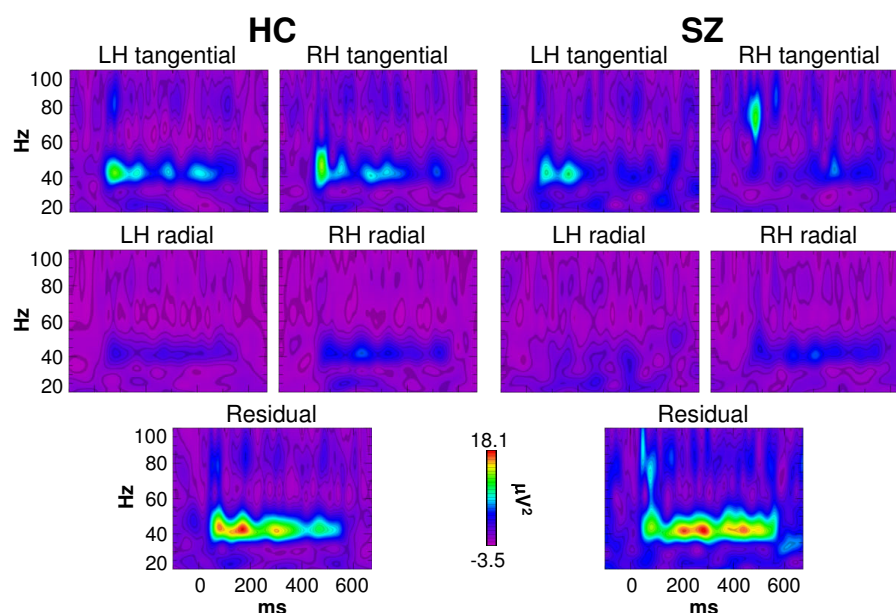 HC SZ
LH tangential RH tangential LH tangential RH tangential
100
80
Hz
60
40
20
LH radial RH radial LH radial RH radial
100
80
Hz
60
40
20
Residual Residual
100
80
Hz
60
40
20
18.1
µV²
-3.5
0 200 400 600 0 200 400 600
ms ms